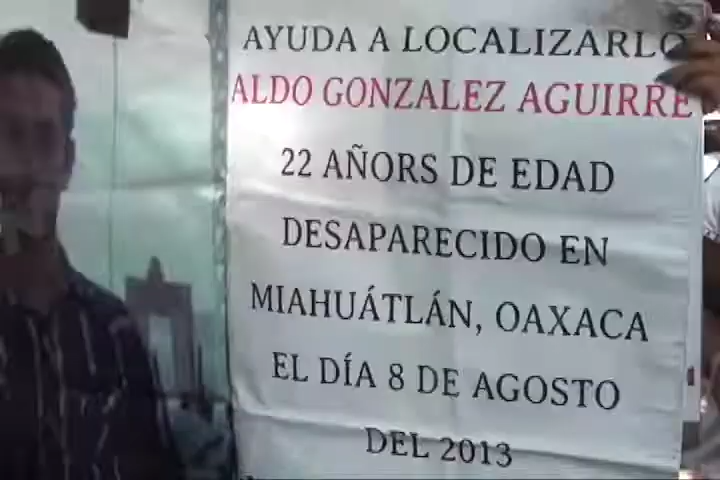 AYUDA A LOCALIZARLO
ALDO GONZALEZ AGUIRRE
22 AÑORS DE EDAD
DESAPARECIDO EN
MIAHUÁTLÁN, OAXACA
EL DÍA 8 DE AGOSTO
DEL 2013